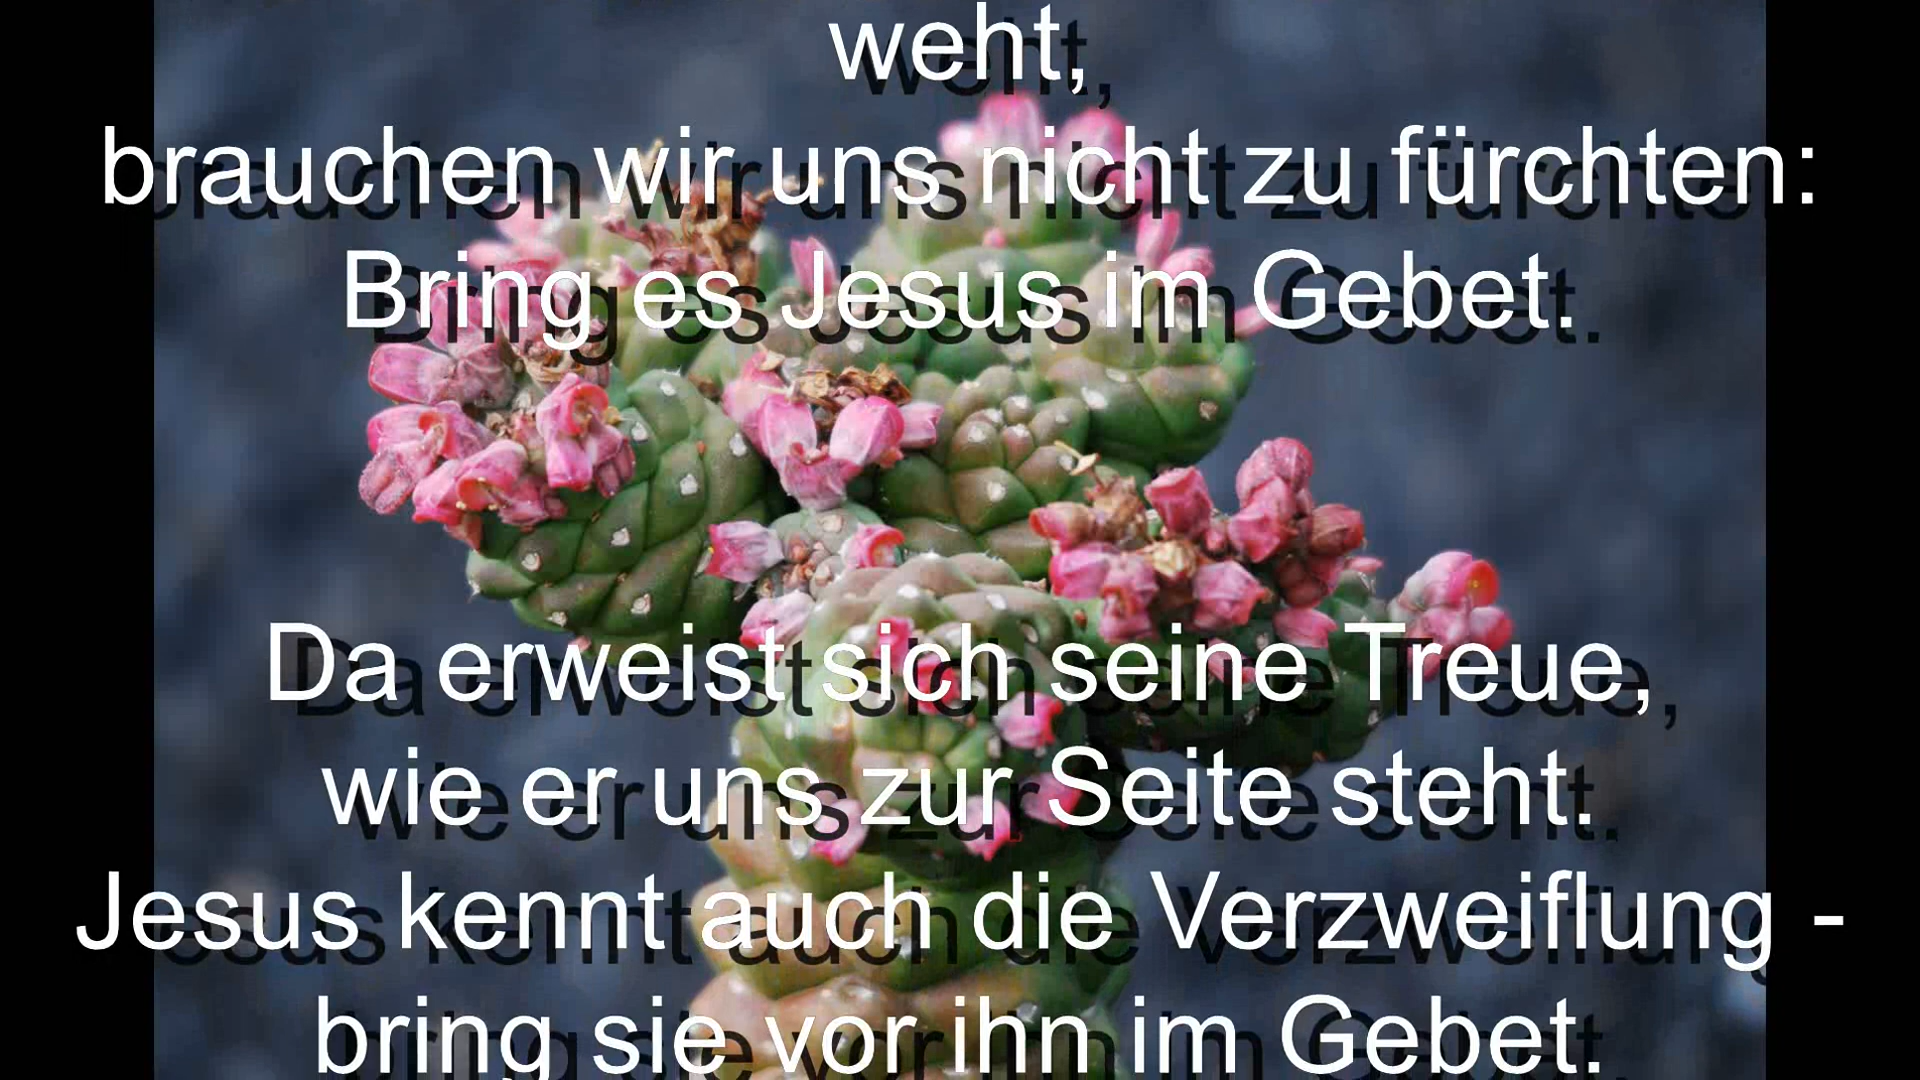 weht,
brauchen wir uns nicht zu fürchten:
Bring es Jesus im Gebet.
Da erweist sich seine Treue,
wie er uns zur Seite steht.
Jesus kennt auch die Verzweiflung -
bring sie vor ihn im Gebet.